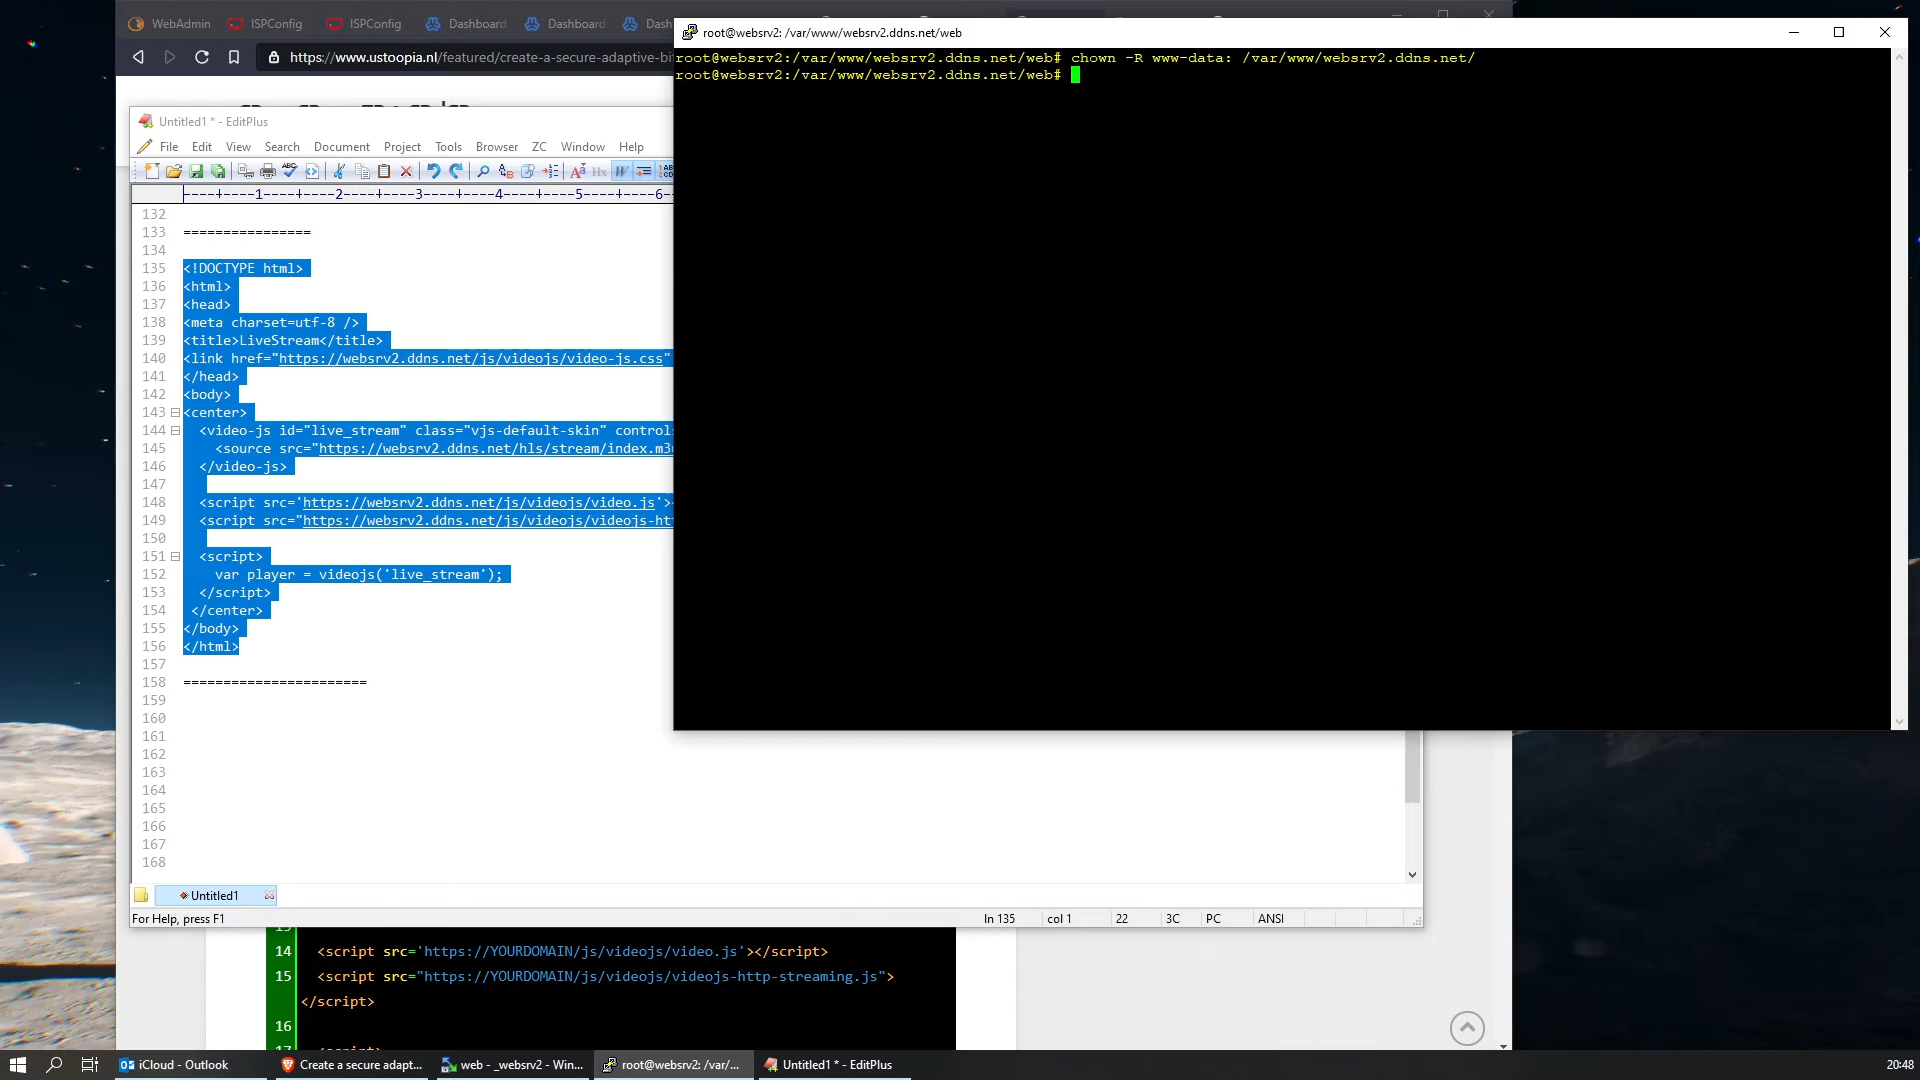 WebAdmin ISPConfig ISPConfig Dashboard Dashboard Dash
https://www.ustoopia.nl/featured/create-a-secure-adaptive-bi
root@websrv2: /var/www/websrv2.ddns.net/web
root@websrv2:/var/www/websrv2.ddns.net/web# chown -R www-data: /var/www/websrv2.ddns.net/
root@websrv2:/var/www/websrv2.ddns.net/web#
Untitled1 * - EditPlus
File Edit View Search Document Project Tools Browser ZC Window Help
----+----1----+----2----+----3----+----4----+----5----+----6--
132
133 ================
134
135 <!DOCTYPE html>
136 <html>
137 <head>
138 <meta charset=utf-8 />
139 <title>LiveStream</title>
140 <link href="https://websrv2.ddns.net/js/videojs/video-js.css"
141 </head>
142 <body>
143 <center>
144 <video-js id="live_stream" class="vjs-default-skin" control
145 <source src="https://websrv2.ddns.net/hls/stream/index.m3
146 </video-js>
147
148 <script src='https://websrv2.ddns.net/js/videojs/video.js'>
149 <script src="https://websrv2.ddns.net/js/videojs/videojs-ht
150
151 <script>
152 var player = videojs('live_stream');
153 </script>
154 </center>
155 </body>
156 </html>
157
158 =======================
159
160
161
162
163
164
165
166
167
168
Untitled1
For Help, press F1 ln 135 col 1 22 3C PC ANSI
14 <script src='https://YOURDOMAIN/js/videojs/video.js'></script>
15 <script src="https://YOURDOMAIN/js/videojs/videojs-http-streaming.js">
</script>
16
iCloud - Outlook Create a secure adapt... web - _websrv2 - Win... root@websrv2: /var/... Untitled1 * - EditPlus 20:48